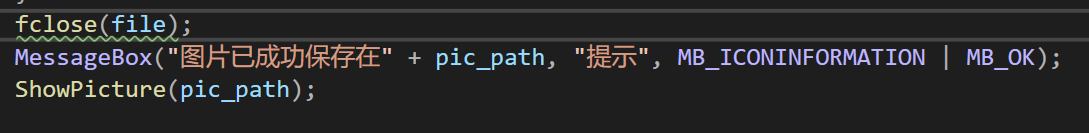 fclose(file);
MessageBox("图片已成功保存在" + pic_path, "提示", MB_ICONINFORMATION | MB_OK);
ShowPicture(pic_path);